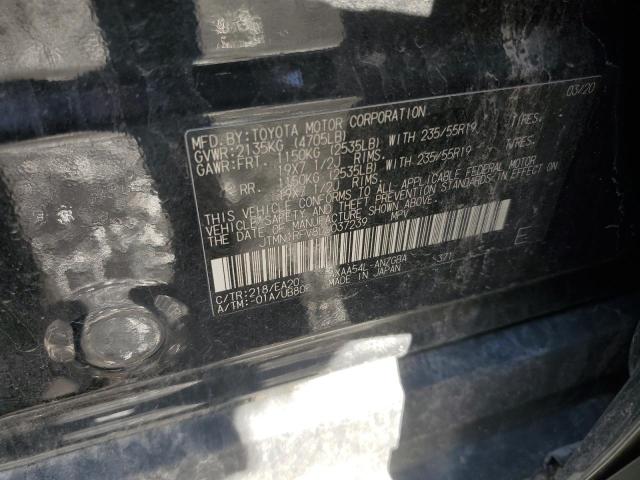 03/20
MFD.BY:TOYOTA MOTOR CORPORATION
GVWR:2135KG (4705LB)
GAWR:FRT. 1150KG (2535LB) WITH 235/55R19 TIRES,
19X7 1/2J RIMS,
RR. 1150KG (2535LB) WITH 235/55R19 TIRES,
19X7 1/2J RIMS,
THIS VEHICLE CONFORMS TO ALL APPLICABLE FEDERAL MOTOR
VEHICLE SAFETY AND THEFT PREVENTION STANDARDS IN EFFECT
ON THE DATE OF MANUFACTURE SHOWN ABOVE.
MPV
E
C/TR:218/EA20
A/TM:-01A/UB80F
MADE IN JAPAN